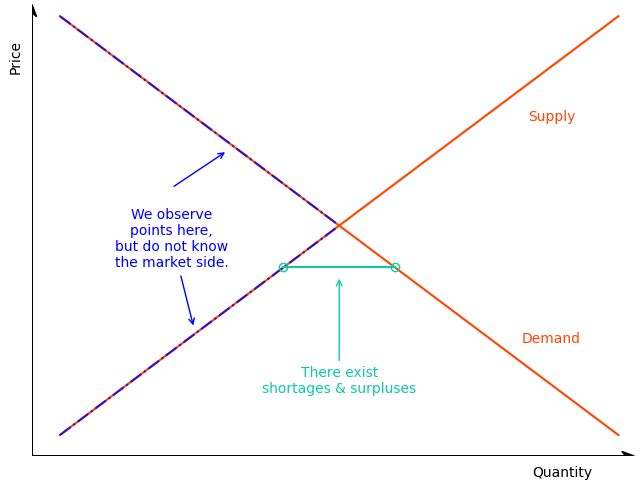 Price
Supply
We observe
points here,
but do not know
the market side.
Demand
There exist
shortages & surpluses
Quantity